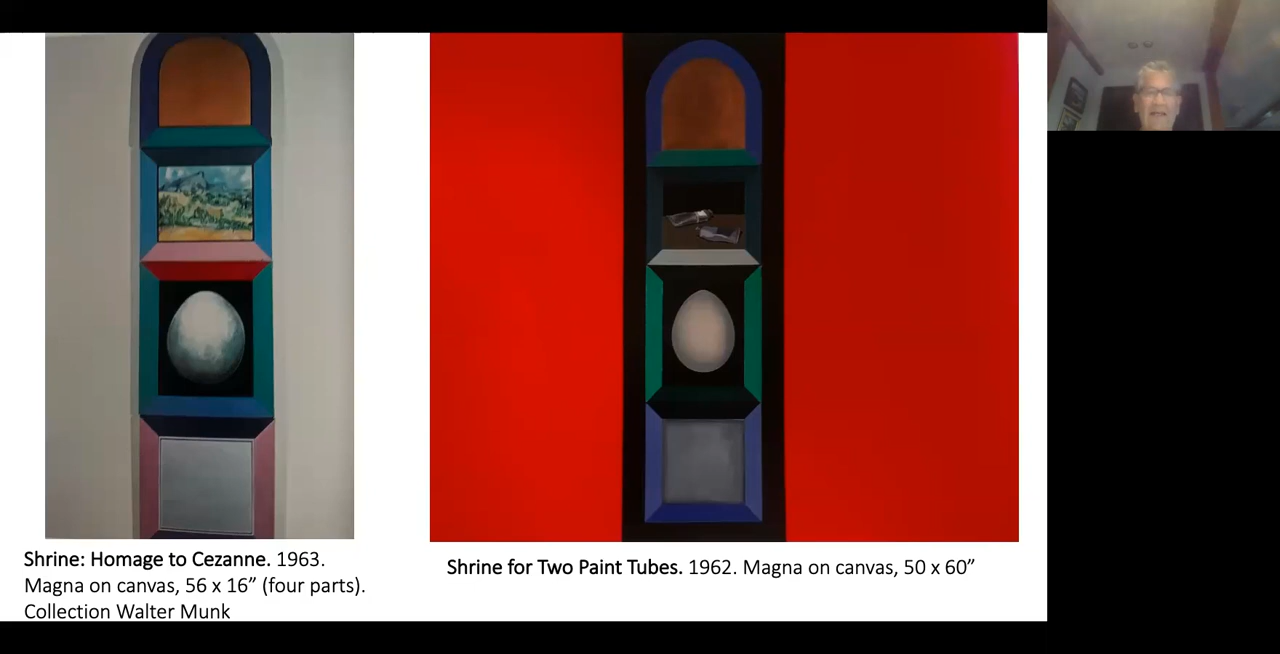 Shrine: Homage to Cezanne. 1963.
Magna on canvas, 56 x 16” (four parts).
Collection Walter Munk
Shrine for Two Paint Tubes. 1962. Magna on canvas, 50 x 60”